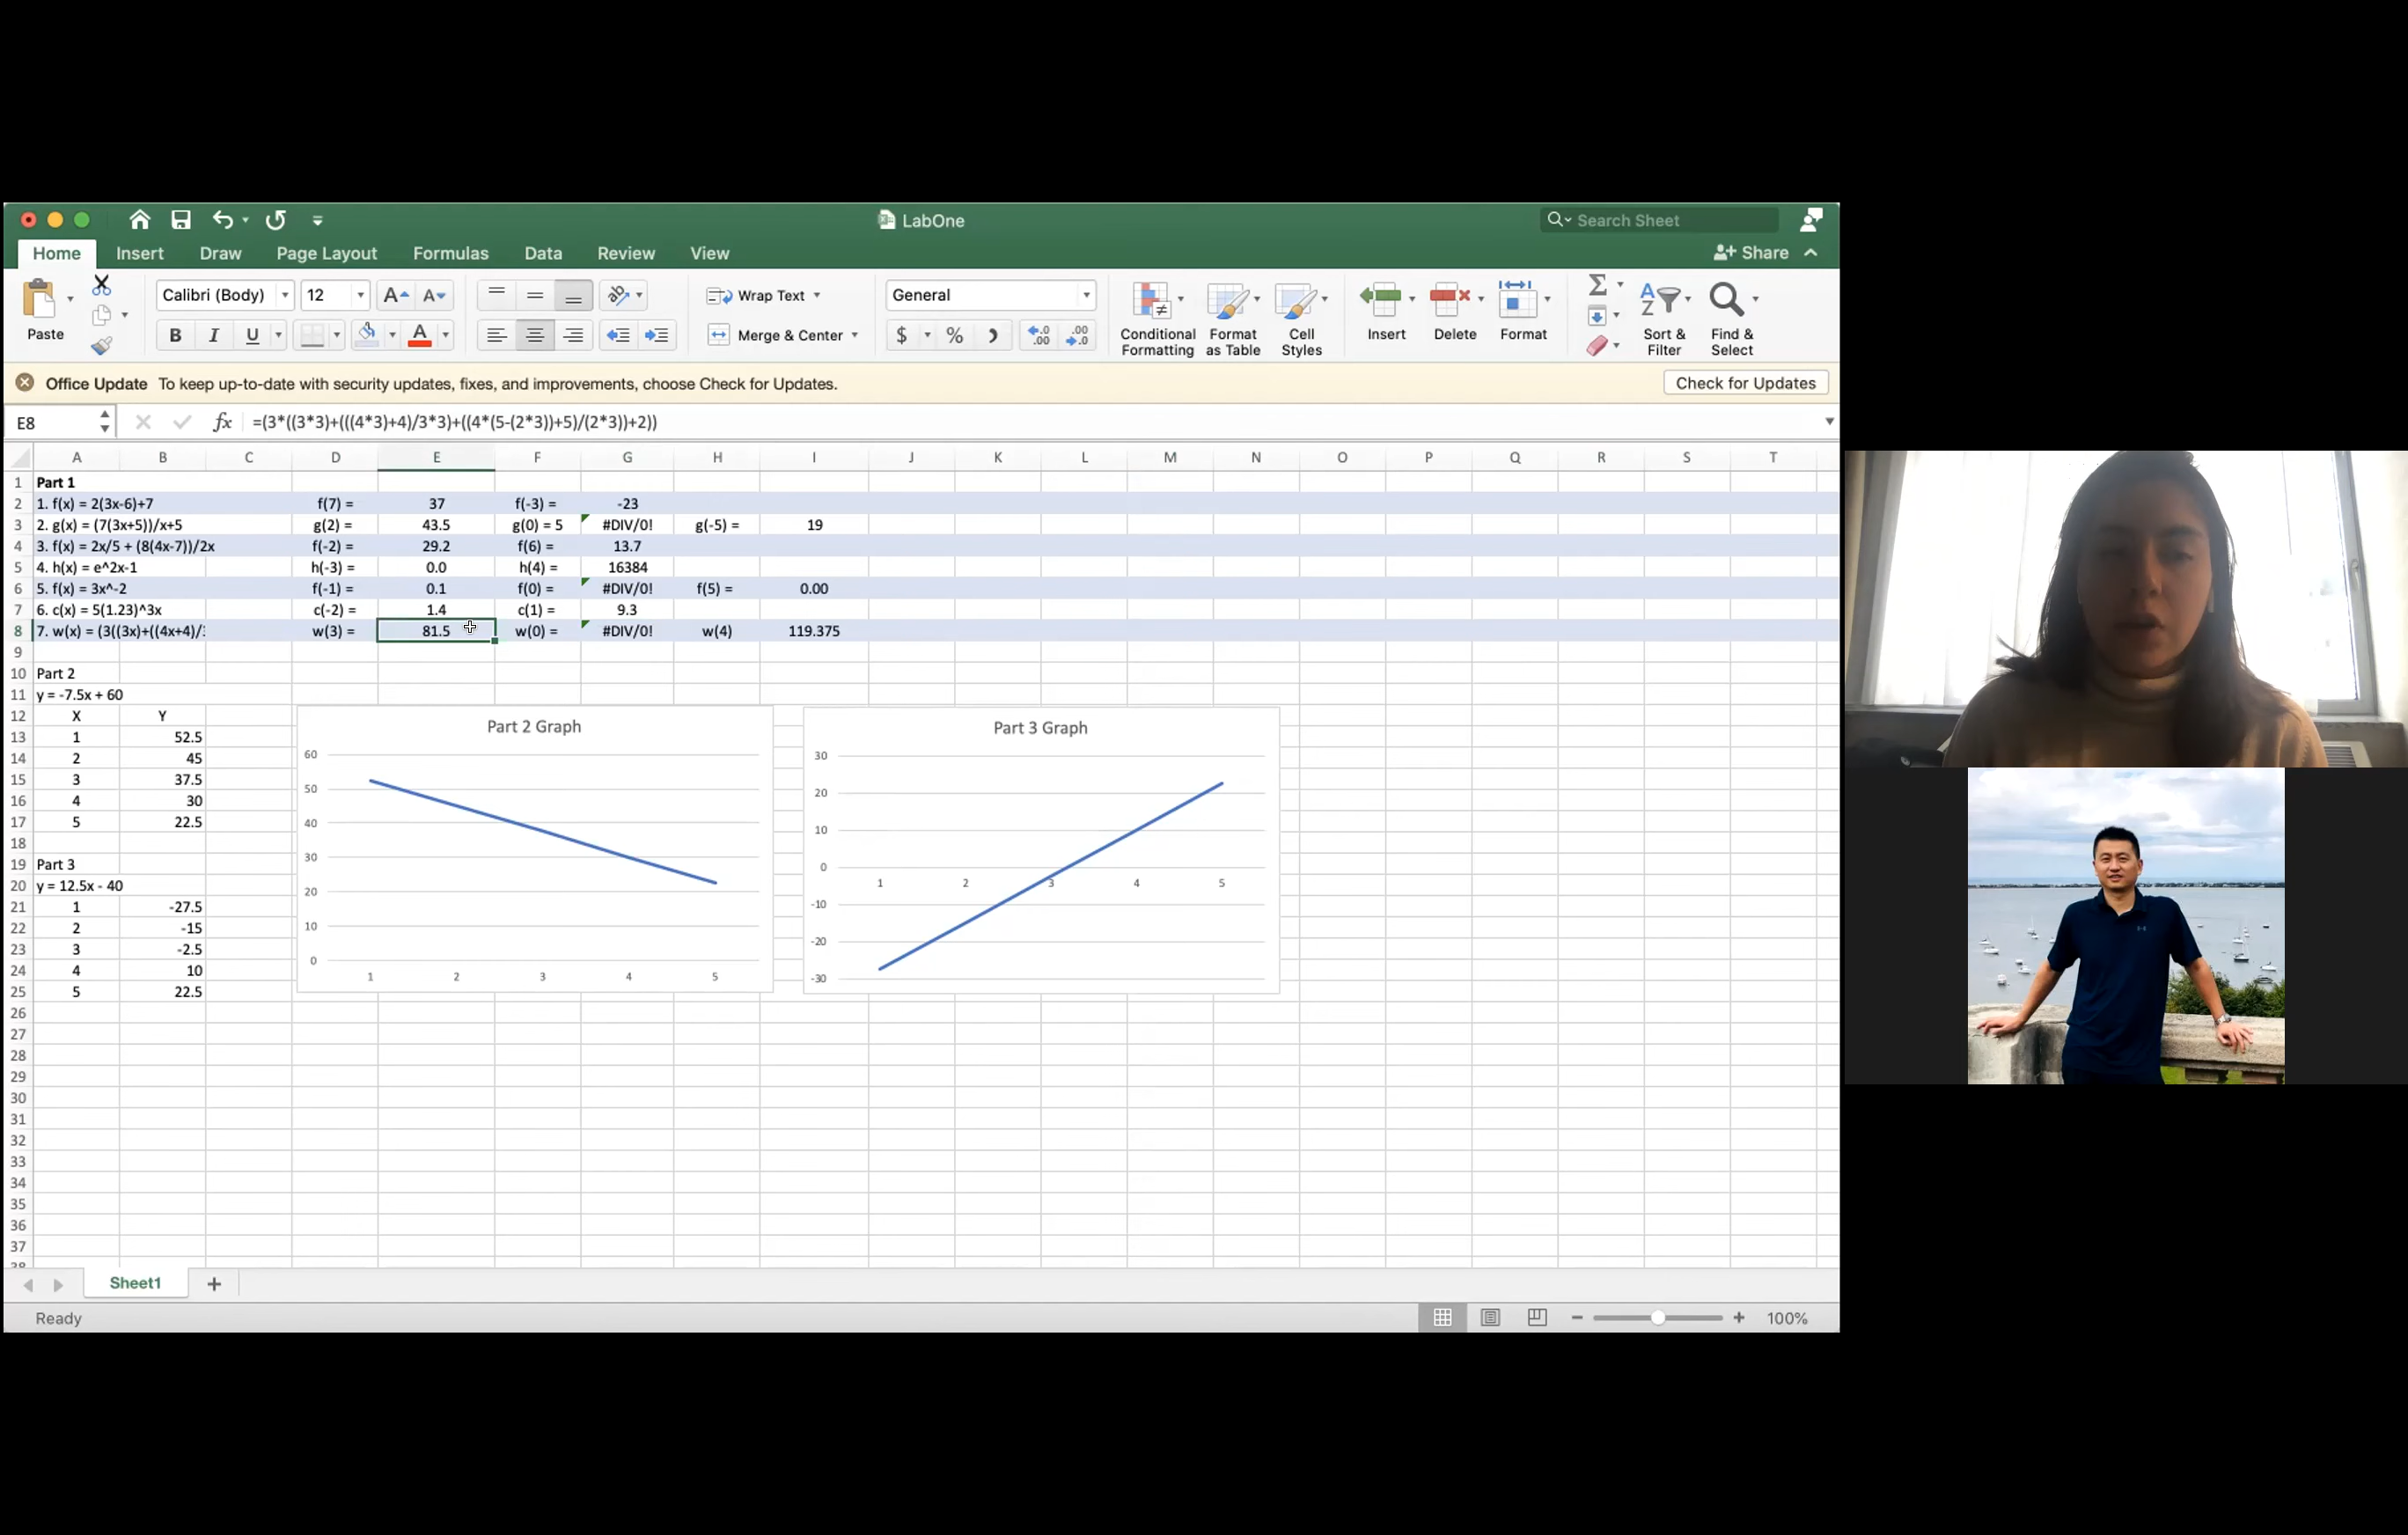 LabOne
Search Sheet
Home Insert Draw Page Layout Formulas Data Review View
Share
Paste
Calibri (Body) 12
Wrap Text
General
B I U
Merge & Center
$ %
Conditional Formatting
Format as Table
Cell Styles
Insert
Delete
Format
Sort & Filter
Find & Select
Office Update To keep up-to-date with security updates, fixes, and improvements, choose Check for Updates.
Check for Updates
E8 fx =(3*((3*3)+(((4*3)+4)/3*3)+((4*(5-(2*3))+5)/(2*3))+2))
A B C D E F G H I J K L M N O P Q R S T
1 Part 1
2 1. f(x) = 2(3x-6)+7 f(7) = 37 f(-3) = -23
3 2. g(x) = (7(3x+5))/x+5 g(2) = 43.5 g(0) = 5 #DIV/0! g(-5) = 19
4 3. f(x) = 2x/5 + (8(4x-7))/2x f(-2) = 29.2 f(6) = 13.7
5 4. h(x) = e^2x-1 h(-3) = 0.0 h(4) = 16384
6 5. f(x) = 3x^-2 f(-1) = 0.1 f(0) = #DIV/0! f(5) = 0.00
7 6. c(x) = 5(1.23)^3x c(-2) = 1.4 c(1) = 9.3
8 7. w(x) = (3((3x)+((4x+4)/ w(3) = 81.5 w(0) = #DIV/0! w(4) 119.375
9
10 Part 2
11 y = -7.5x + 60
12 X Y
13 1 52.5
14 2 45
15 3 37.5
16 4 30
17 5 22.5
18
19 Part 3
20 y = 12.5x - 40
21 1 -27.5
22 2 -15
23 3 -2.5
24 4 10
25 5 22.5
26
27
28
29
30
31
32
33
34
35
36
37
Part 2 Graph
60
50
40
30
20
10
0
1 2 3 4 5
Part 3 Graph
30
20
10
0
1 2 3 4 5
-10
-20
-30
Sheet1
Ready
100%